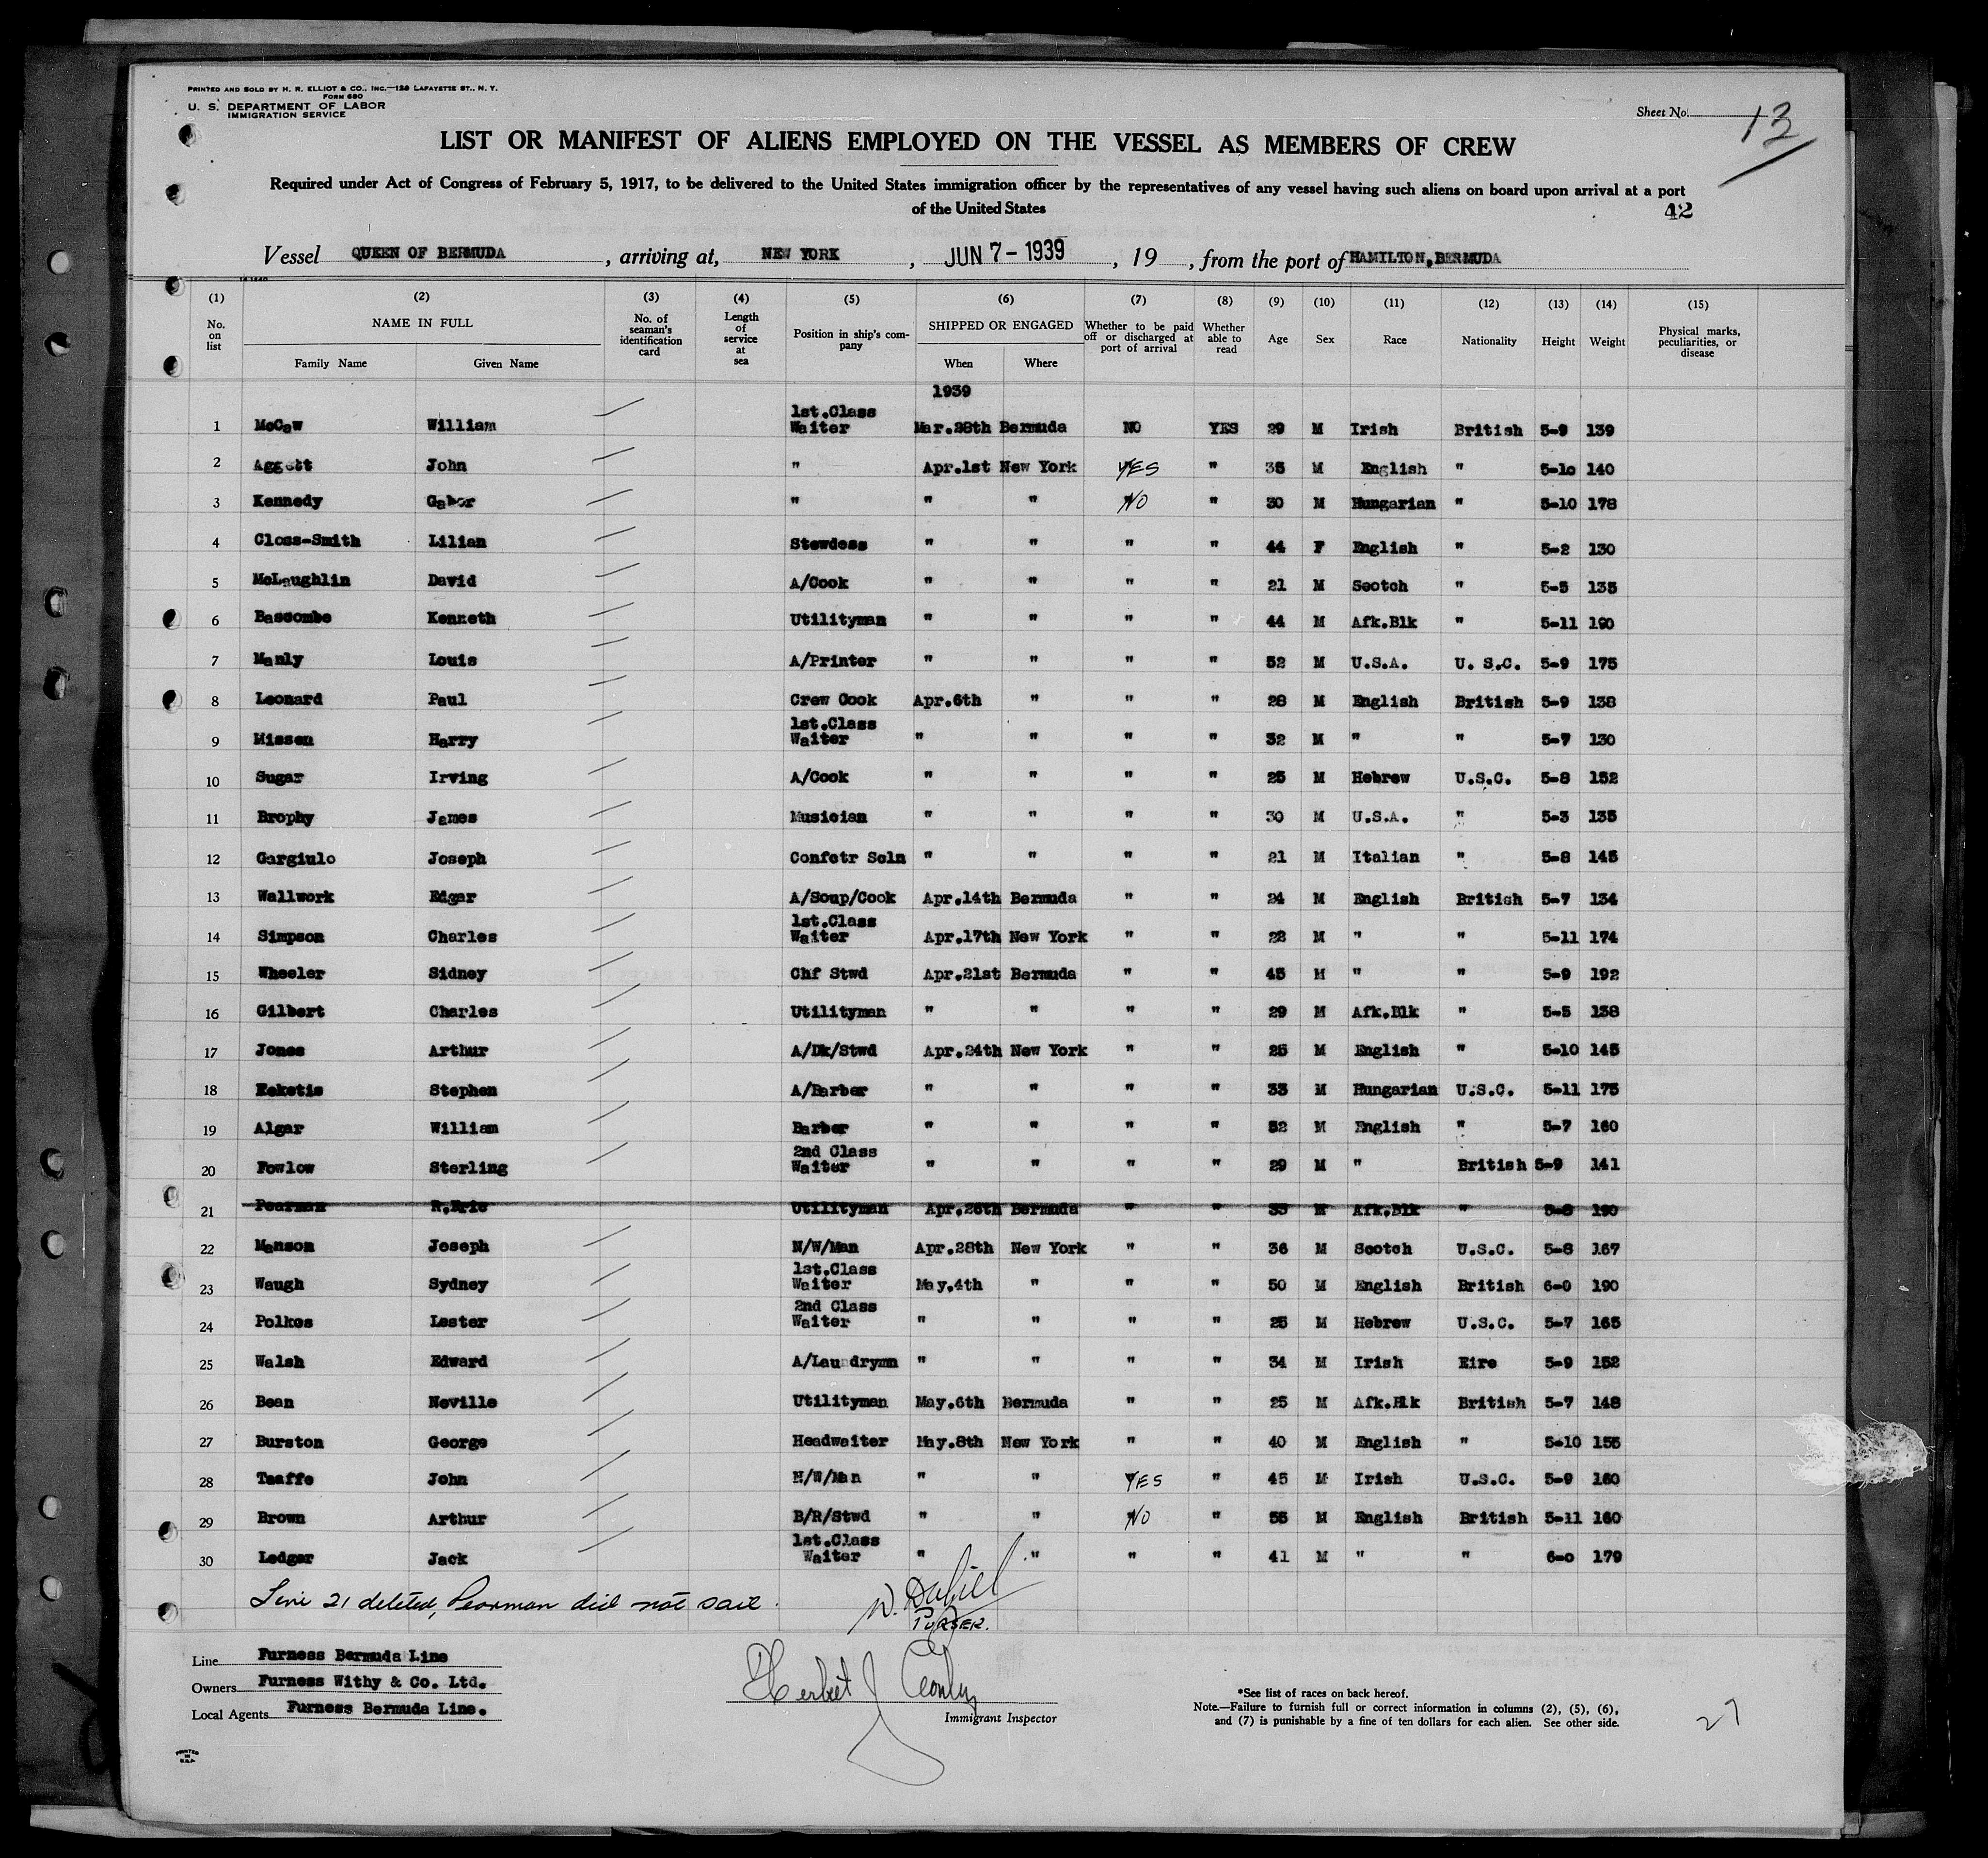 PRINTED AND SOLD BY H. R. ELLIOT & CO., INC.—120 LAFAYETTE ST., N. Y.
FORM 680
U. S. DEPARTMENT OF LABOR
IMMIGRATION SERVICE
Sheet No. 13
LIST OR MANIFEST OF ALIENS EMPLOYED ON THE VESSEL AS MEMBERS OF CREW
Required under Act of Congress of February 5, 1917, to be delivered to the United States immigration officer by the representatives of any vessel having such aliens on board upon arrival at a port
of the United States
42
Vessel QUEEN OF BERMUDA, arriving at, NEW YORK, JUN 7-1939, 19 , from the port of HAMILTON, BERMUDA
(1) (2) (3) (4) (5) (6) (7) (8) (9) (10) (11) (12) (13) (14) (15)
No. on list NAME IN FULL Family Name Given Name No. of seaman's identification card Length of service at sea Position in ship's company SHIPPED OR ENGAGED When Where Whether to be paid off or discharged at port of arrival Whether able to read Age Sex Race Nationality Height Weight Physical marks, peculiarities, or disease
1939
1 McCaw William 1st.Class Waiter Mar.28th Bermuda NO YES 29 M Irish British 5-9 139
2 Aggett John " Apr.1st New York YES " 35 M English " 5-10 140
3 Kennedy Gabor " " " NO " 30 M Hungarian " 5-10 178
4 Closs-Smith Lilian Stewdess " " " " 44 F English " 5-2 130
5 McLaughlin David A/Cook " " " " 21 M Scotch " 5-5 135
6 Bascombe Kenneth Utilityman " " " " 44 M Afk.Blk " 5-11 190
7 Manly Louis A/Printer " " " " 52 M U.S.A. U. S.C. 5-9 175
8 Leonard Paul Crew Cook Apr.6th " " " 28 M English British 5-9 138
9 Missen Harry 1st.Class Waiter " " " " 32 M " " 5-7 130
10 Sugar Irving A/Cook " " " " 25 M Hebrew U.S.C. 5-8 152
11 Brophy James Musician " " " " 30 M U.S.A. " 5-3 135
12 Gargiulo Joseph Confctr Scln " " " " 21 M Italian " 5-8 145
13 Wallwork Edgar A/Soup/Cook Apr.14th Bermuda " " 24 M English British 5-7 134
14 Simpson Charles 1st.Class Waiter Apr.17th New York " " 28 M " " 5-11 174
15 Wheeler Sidney Chf Stwd Apr.21st Bermuda " " 45 M " " 5-9 192
16 Gilbert Charles Utilityman " " " " 29 M Afk.Blk " 5-5 138
17 Jones Arthur A/Dk/Stwd Apr.24th New York " " 25 M English " 5-10 145
18 Keketis Stephen A/Barber " " " " 33 M Hungarian U.S.C. 5-11 175
19 Algar William Barber " " " " 52 M English " 5-7 160
20 Fowlow Sterling 2nd Class Waiter " " " " 29 M " British 5-9 141
21 Pearman R.Eric Utilityman Apr.26th Bermuda " " 35 M Afk.Blk " 5-8 190
22 Manson Joseph N/W/Man Apr.28th New York " " 36 M Scotch U.S.C. 5-8 167
23 Waugh Sydney 1st.Class Waiter May.4th " " " 50 M English British 6-0 190
24 Polkes Lester 2nd Class Waiter " " " " 25 M Hebrew U.S.C. 5-7 165
25 Walsh Edward A/Laundrymn " " " " 34 M Irish Eire 5-9 152
26 Bean Neville Utilityman May.6th Bermuda " " 25 M Afk.Blk British 5-7 148
27 Burston George Headwaiter May.8th New York " " 40 M English " 5-10 155
28 Taaffe John N/W/Man " " YES " 45 M Irish U.S.C. 5-9 160
29 Brown Arthur B/R/Stwd " " NO " 55 M English British 5-11 160
30 Ledger Jack 1st.Class Waiter " " " " 41 M " " 6-0 179
Line 21 deleted, Pearman did not sail.
PURSER.
Line Furness Bermuda Line
Owners Furness Withy & Co. Ltd.
Local Agents Furness Bermuda Line.
Herbert J
Immigrant Inspector
*See list of races on back hereof.
Note.—Failure to furnish full or correct information in columns (2), (5), (6),
and (7) is punishable by a fine of ten dollars for each alien. See other side.
27
PRINTED IN U.S.A.